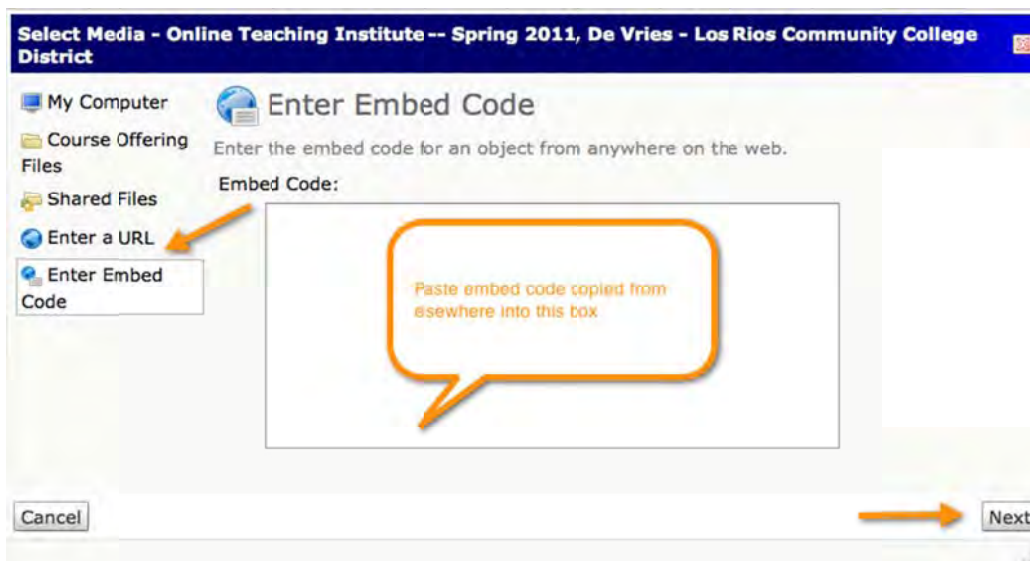 Select Media - Online Teaching Institute -- Spring 2011, De Vries - Los Rios Community College
District
My Computer
Course Offering
Files
Shared Files
Enter a URL
Enter Embed
Code
Enter Embed Code
Enter the embed code for an object from anywhere on the web.
Embed Code:
Paste embed code copied from
elsewhere into this box
Cancel
Next